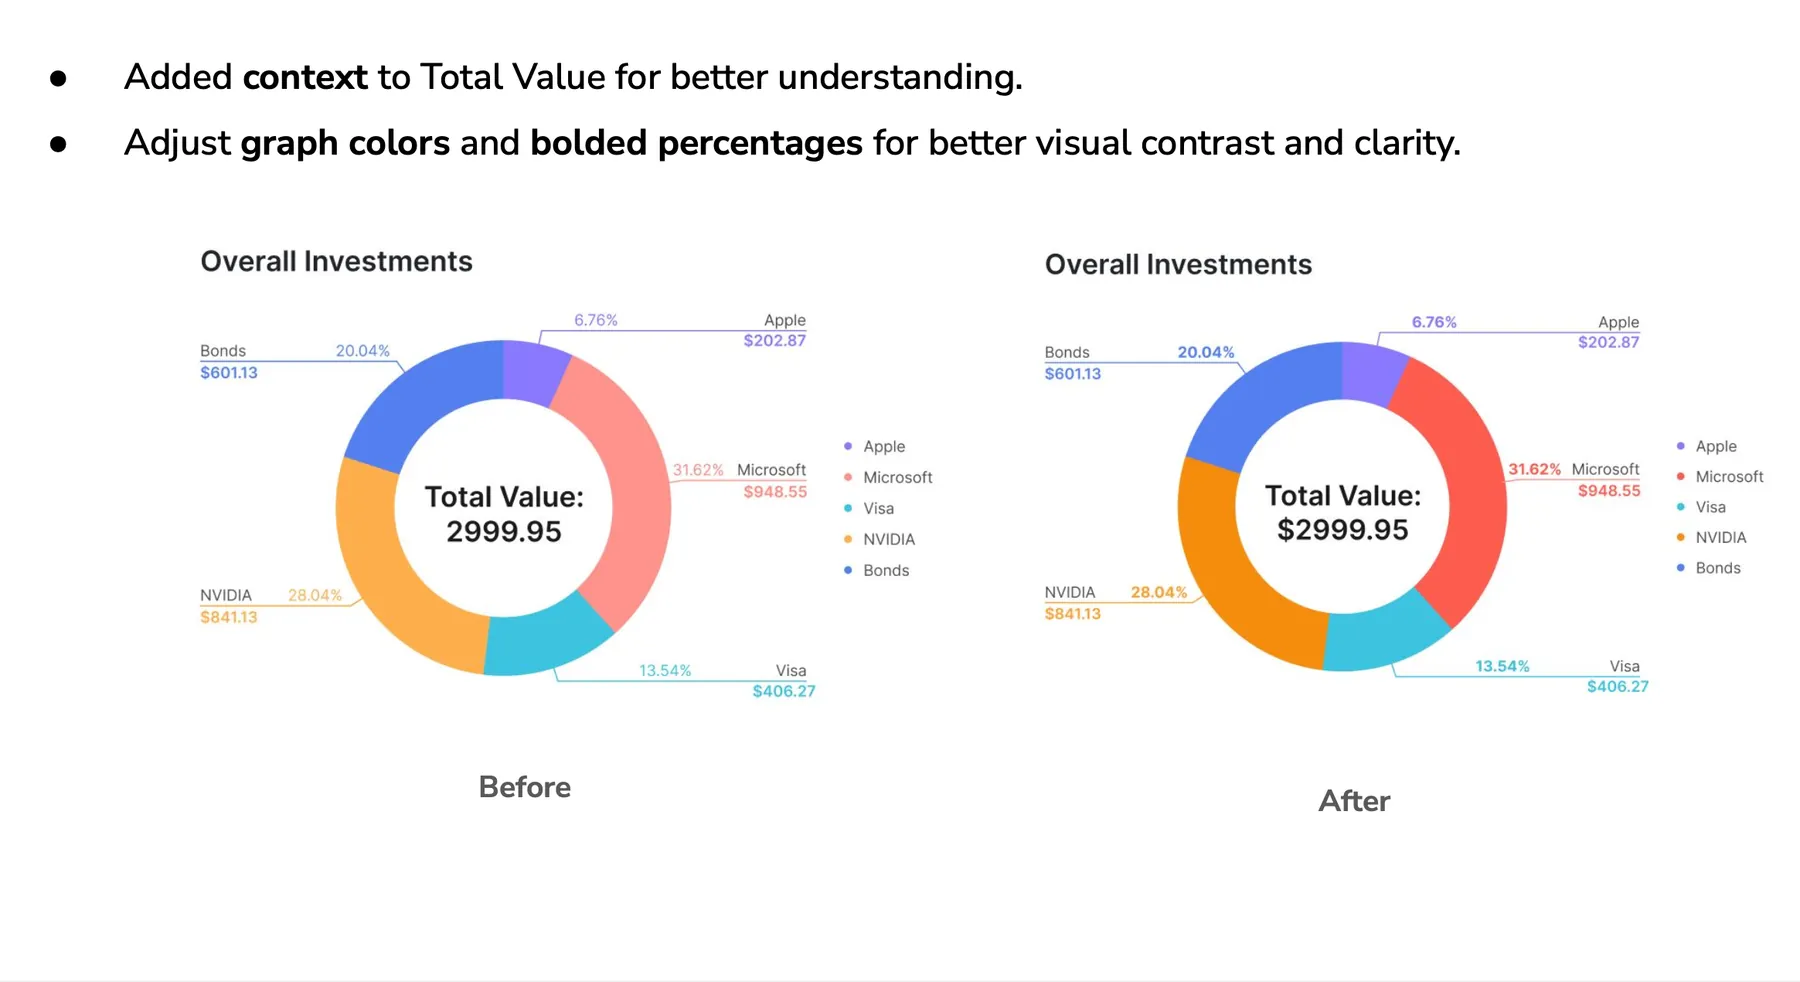 ● Added context to Total Value for better understanding.
● Adjust graph colors and bolded percentages for better visual contrast and clarity.
Overall Investments
6.76% Apple
$202.87
Bonds 20.04%
$601.13
31.62% Microsoft
$948.55
Total Value:
2999.95
NVIDIA 28.04%
$841.13
13.54% Visa
$406.27
Apple
Microsoft
Visa
NVIDIA
Bonds
Before
Overall Investments
6.76% Apple
$202.87
Bonds 20.04%
$601.13
31.62% Microsoft
$948.55
Total Value:
$2999.95
NVIDIA 28.04%
$841.13
13.54% Visa
$406.27
Apple
Microsoft
Visa
NVIDIA
Bonds
After